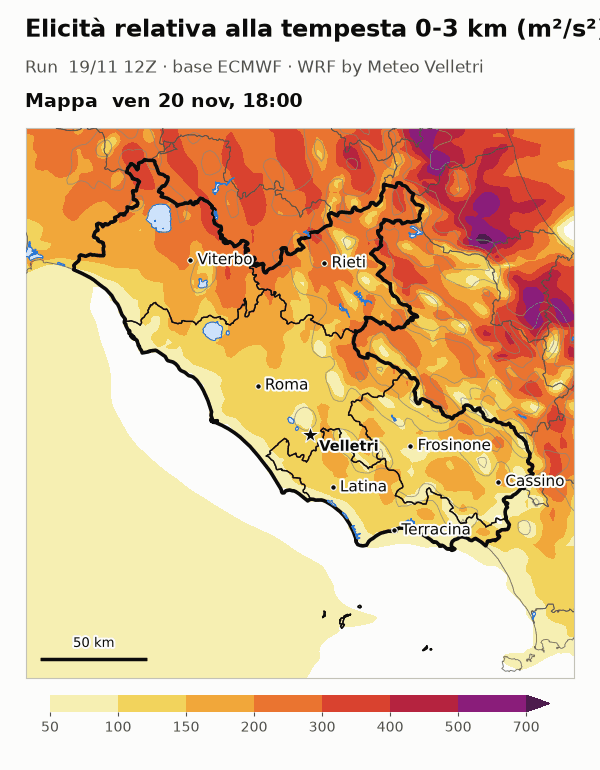 Elicità relativa alla tempesta 0-3 km (m²/s²)
Run 19/11 12Z · base ECMWF · WRF by Meteo Velletri
Mappa ven 20 nov, 18:00
Viterbo
Rieti
Roma
Velletri
Frosinone
Latina
Cassino
Terracina
50 km
50 100 150 200 300 400 500 700